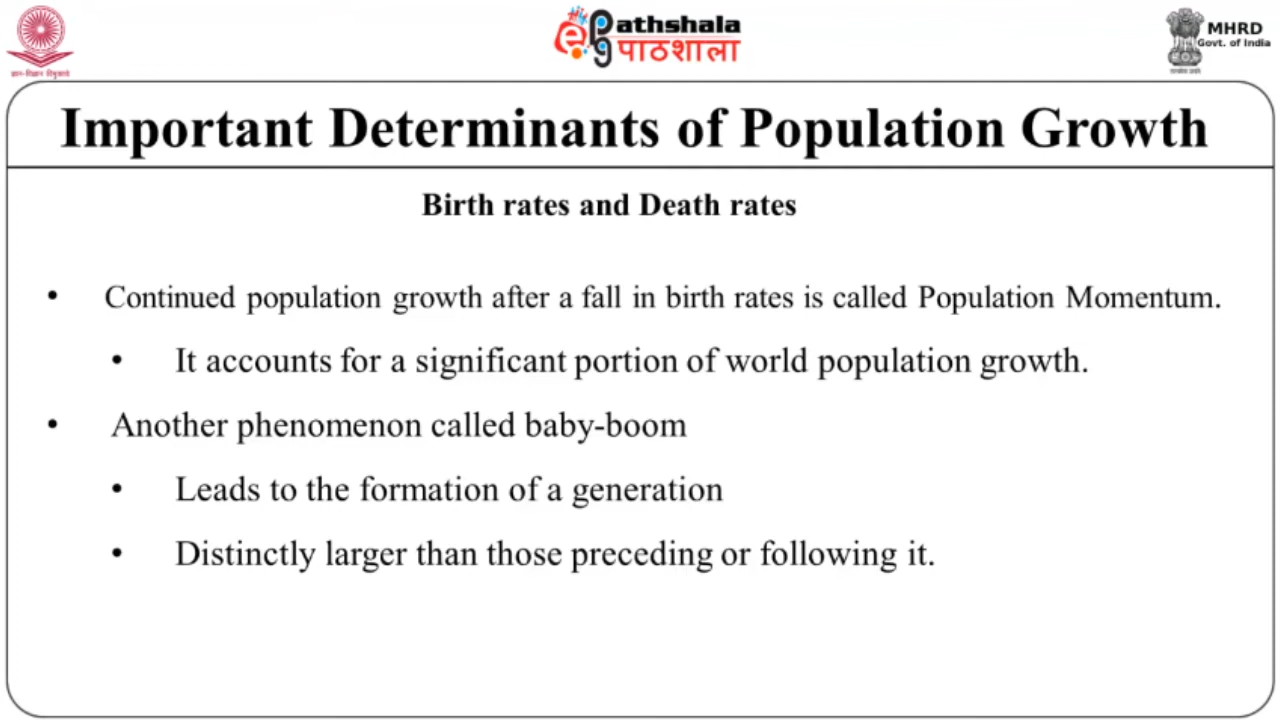 ज्ञान-विज्ञान विमुक्तये
ePathshala
पाठशाला
MHRD
Govt. of India
Important Determinants of Population Growth
Birth rates and Death rates
• Continued population growth after a fall in birth rates is called Population Momentum.
• It accounts for a significant portion of world population growth.
• Another phenomenon called baby-boom
• Leads to the formation of a generation
• Distinctly larger than those preceding or following it.